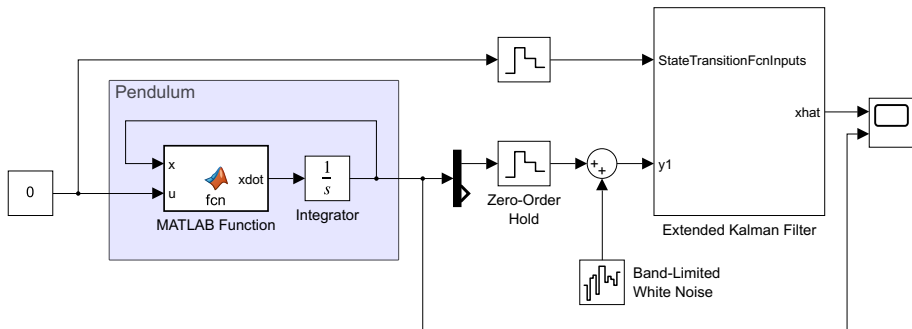 StateTransitionFcnInputs
Pendulum
xhat
x
u
fcn
xdot
1
s
y1
0
MATLAB Function
Integrator
Zero-Order
Hold
+
+
Extended Kalman Filter
Band-Limited
White Noise